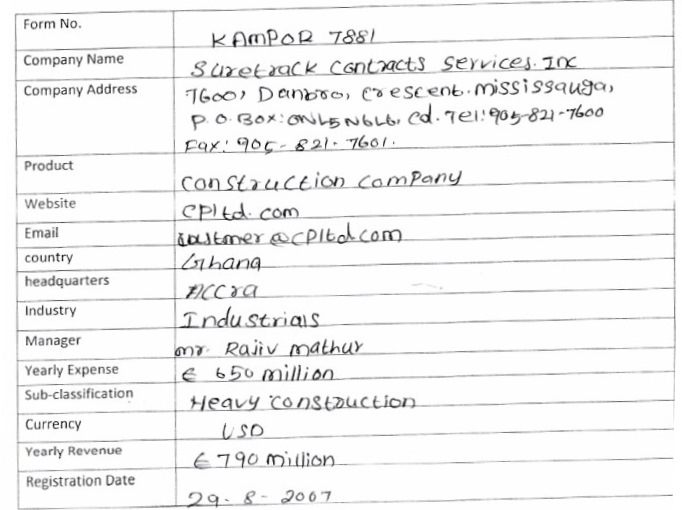 Form No. KAMPOR 7881
Company Name Suretrack Contracts Services. Inc
Company Address 7600, Danbro, Crescent. Mississauga,
P.O. Box: ONL5N6L6, Cd. Tel: 905-821-7600
Fax: 905-821-7601.
Product Construction Company
Website CPltd.com
Email customer@CPltd.com
country Ghana
headquarters Accra
Industry Industrials
Manager mr. Rajiv mathur
Yearly Expense € 650 million
Sub-classification Heavy construction
Currency USD
Yearly Revenue € 790 million
Registration Date 29-8-2007